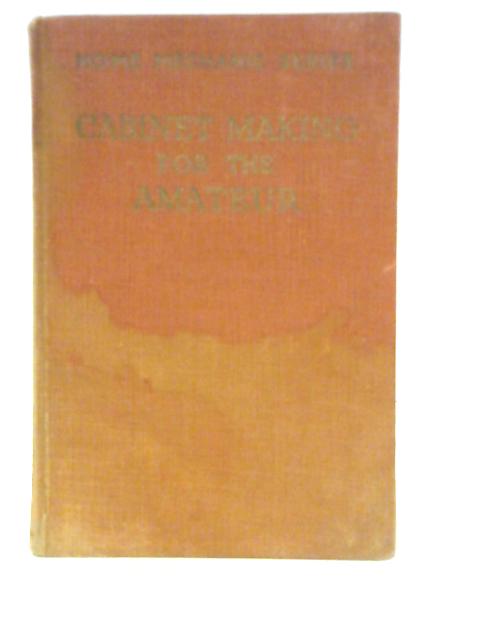 HOME MECHANIC SERIES
CABINET MAKING
FOR THE
AMATEUR